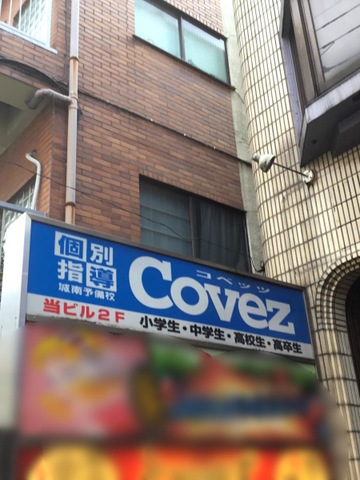 個別
指導
城南予備校
コベッツ
Covez
当ビル2F
小学生・中学生・高校生・高卒生